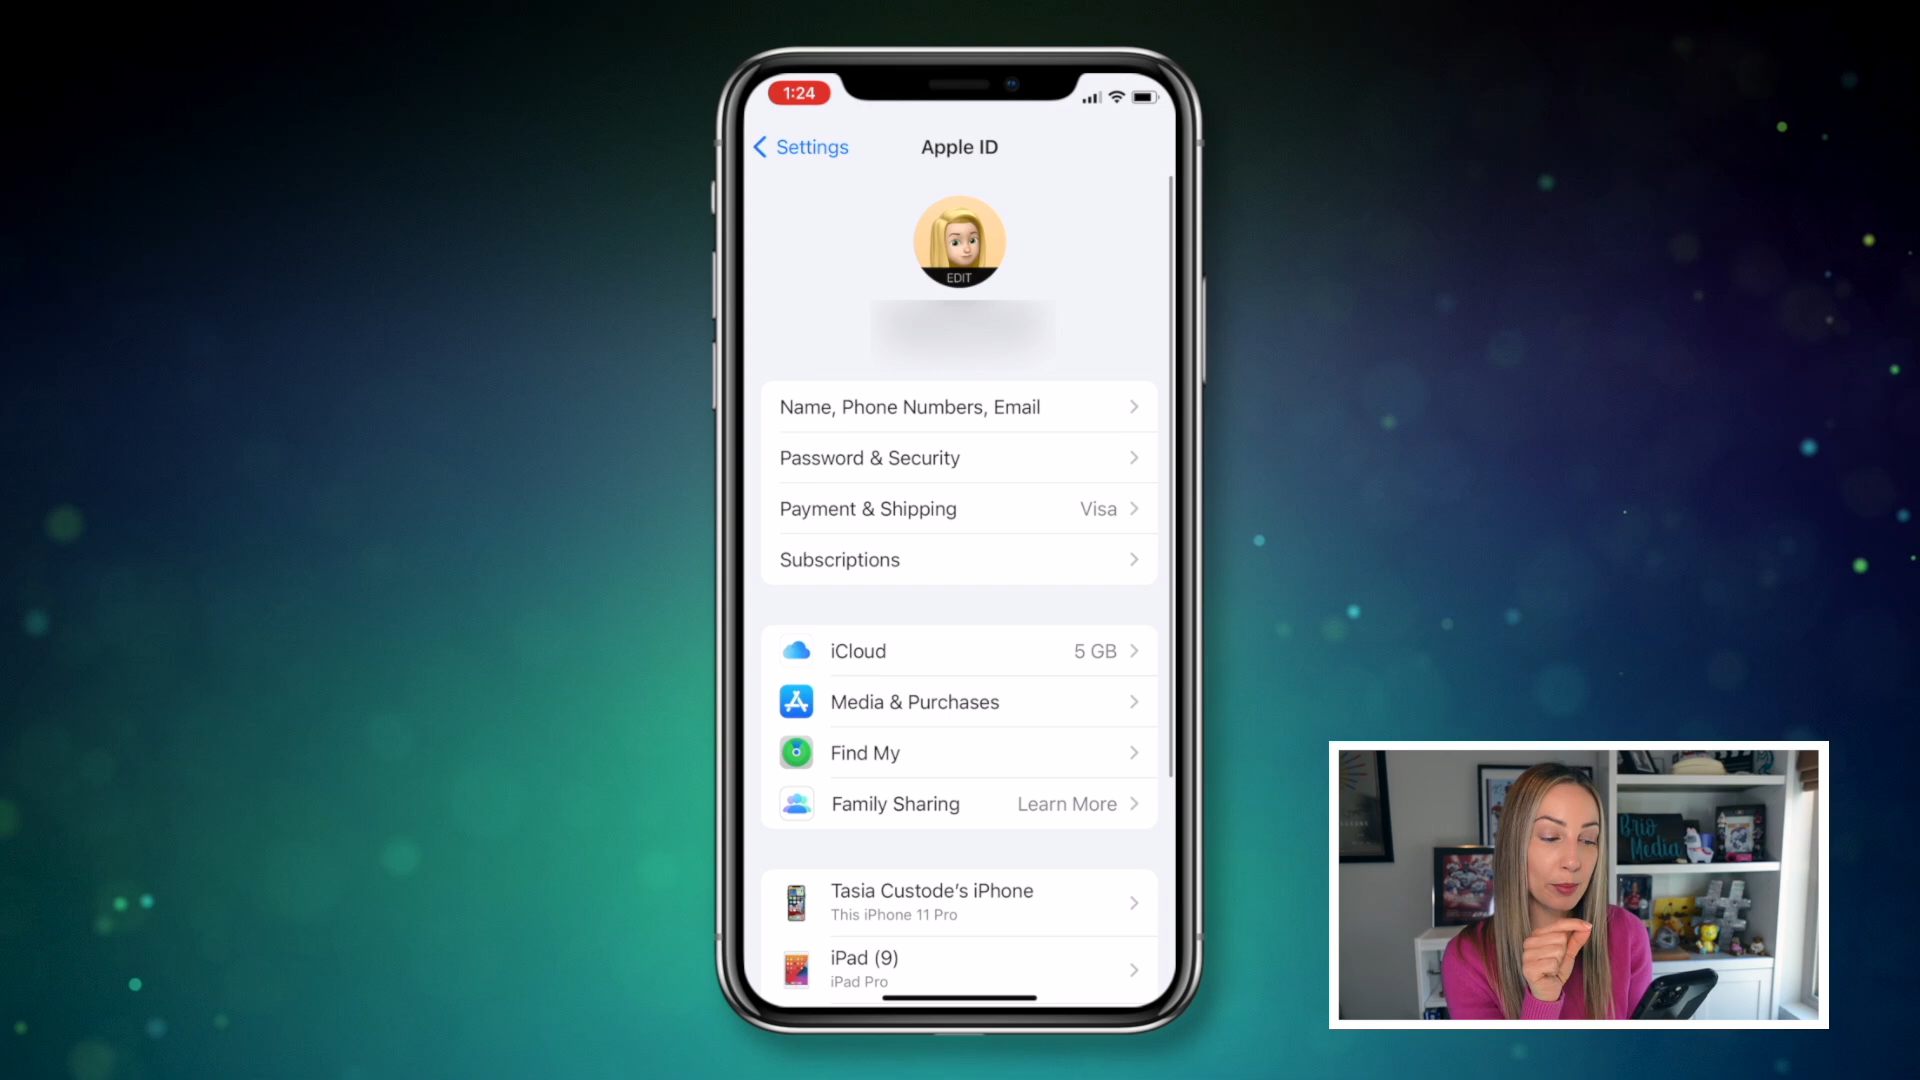 1:24
Settings
Apple ID
EDIT
Name, Phone Numbers, Email
Password & Security
Payment & Shipping Visa
Subscriptions
iCloud 5 GB
Media & Purchases
Find My
Family Sharing Learn More
Tasia Custode’s iPhone
This iPhone 11 Pro
iPad (9)
iPad Pro
Brio
Media